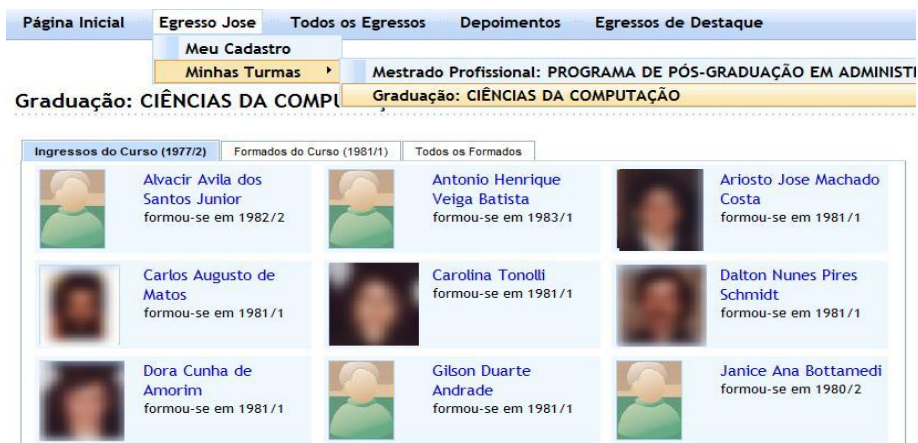 Página Inicial Egresso Jose Todos os Egressos Depoimentos Egressos de Destaque
Meu Cadastro
Minhas Turmas
Mestrado Profissional: PROGRAMA DE PÓS-GRADUAÇÃO EM
Graduação: CIÊNCIAS DA COMPUTAÇÃO
Graduação: CIÊNCIAS DA
Ingressos do Curso (1977/2) Formados do Curso (1981/1) Todos os Formados
Alvacir Avila dos
Santos Junior
formou-se em 1982/2
Antonio Henrique
Veiga Batista
formou-se em 1983/1
Ariosto Jose Machado
Costa
formou-se em 1981/1
Carlos Augusto de
Matos
formou-se em 1981/1
Carolina Tonolli
formou-se em 1981/1
Dalton Nunes Pires
Schmidt
formou-se em 1981/1
Dora Cunha de
Amorim
formou-se em 1981/1
Gilson Duarte
Andrade
formou-se em 1981/1
Janice Ana Bottamedi
formou-se em 1980/2